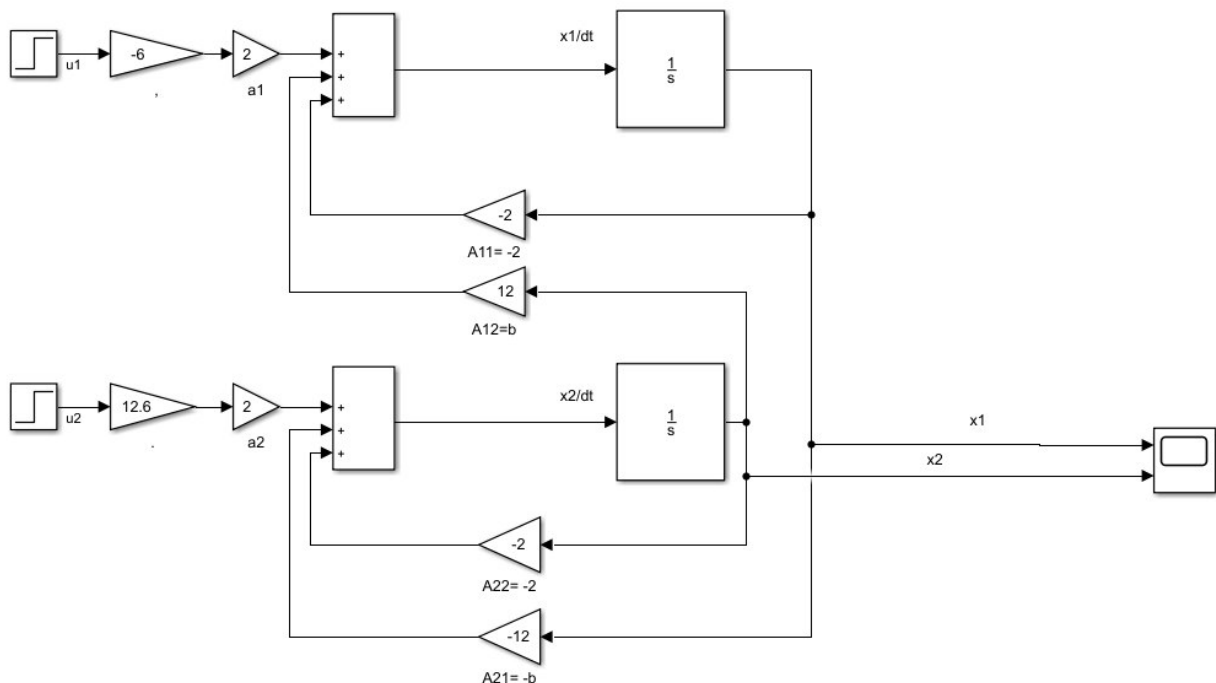 x1/dt
-6
2
+
+
+
1
s
u1
,
a1
-2
A11= -2
12
A12=b
x2/dt
12.6
2
+
+
+
1
s
u2
.
a2
x1
x2
-2
A22= -2
-12
A21= -b